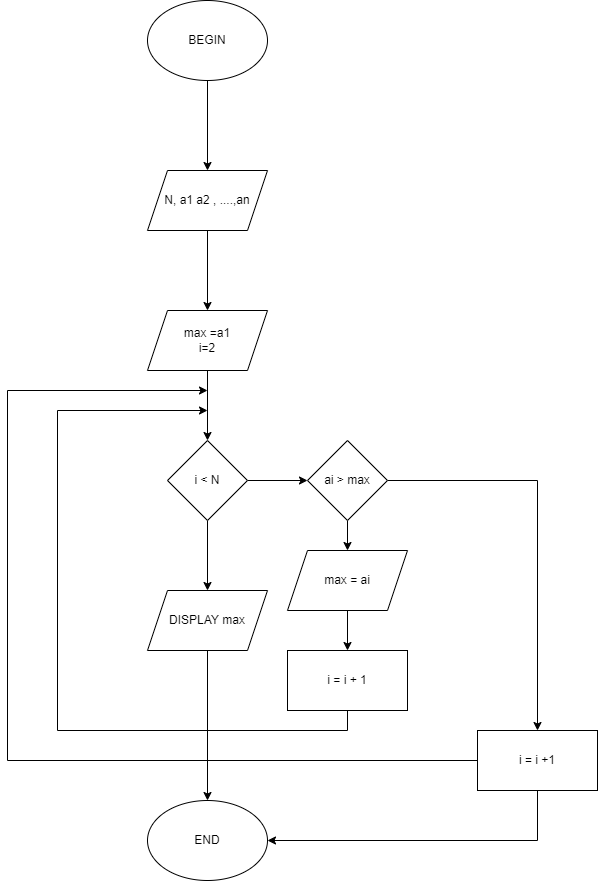 BEGIN
N, a1 a2 , ....,an
max =a1
i=2
i < N
ai > max
max = ai
DISPLAY max
i = i + 1
i = i +1
END